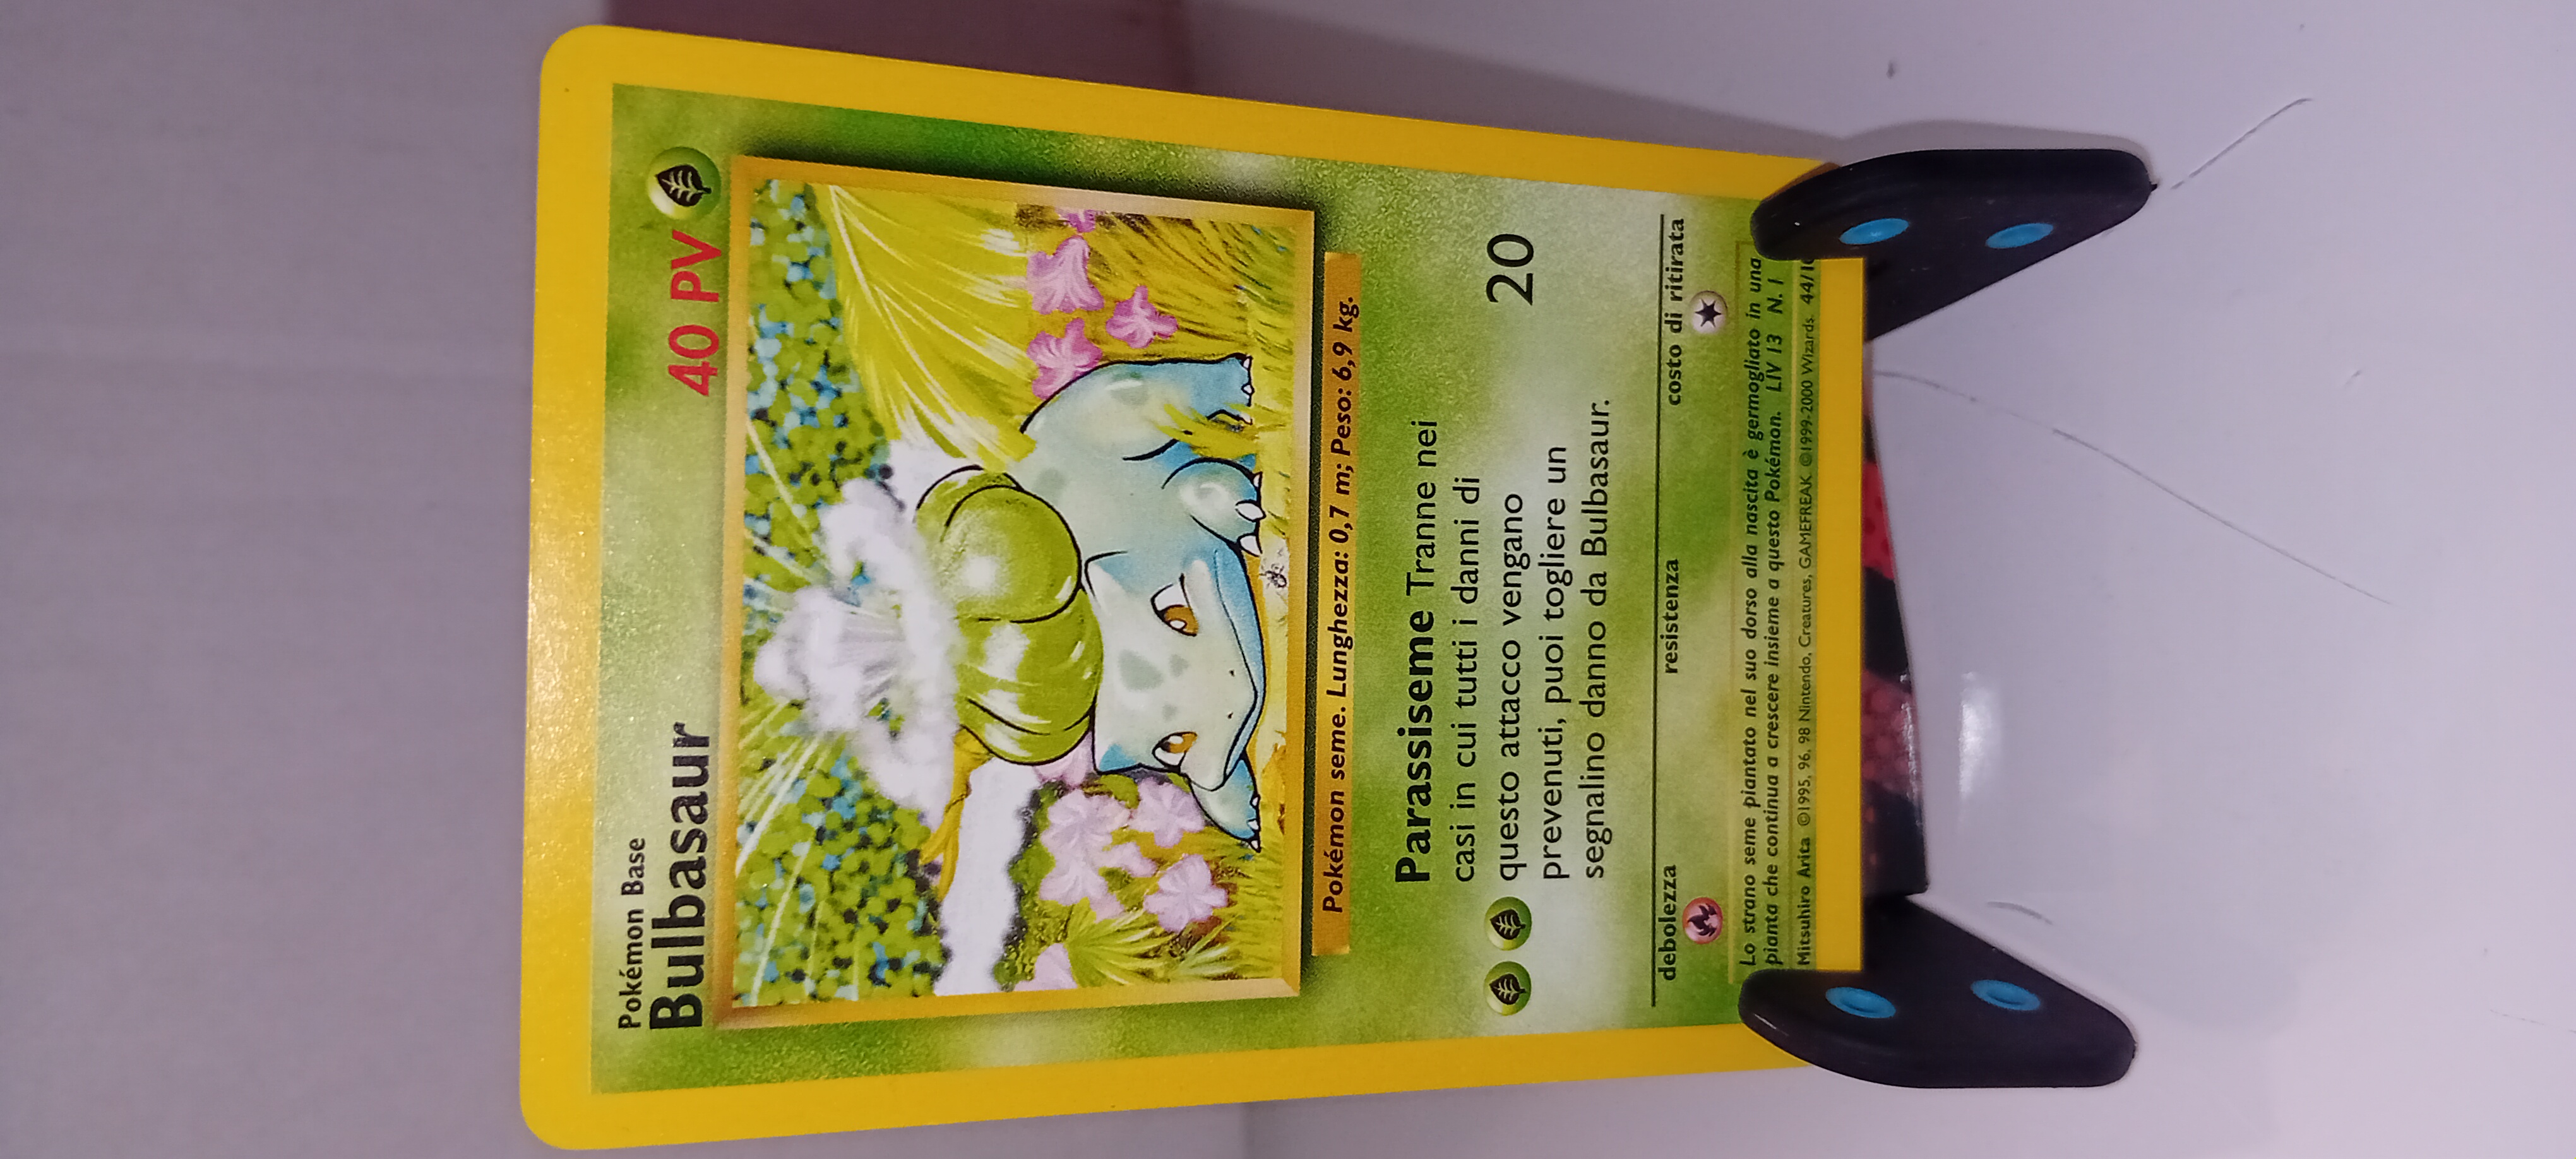 Pokémon Base
Bulbasaur 40 PV
Pokémon seme. Lunghezza: 0,7 m; Peso: 6,9 kg.
Parassiseme Tranne nei
casi in cui tutti i danni di
questo attacco vengano 20
prevenuti, puoi togliere un
segnalino danno da Bulbasaur.
debolezza resistenza costo di ritirata
Lo strano seme piantato nel suo dorso alla nascita è germogliato in una
pianta che continua a crescere insieme a questo Pokémon. LIV 13 N. 1
Mitsuhiro Arita ©1995, 96, 98 Nintendo, Creatures, GAMEFREAK ©1999-2000 Wizards.